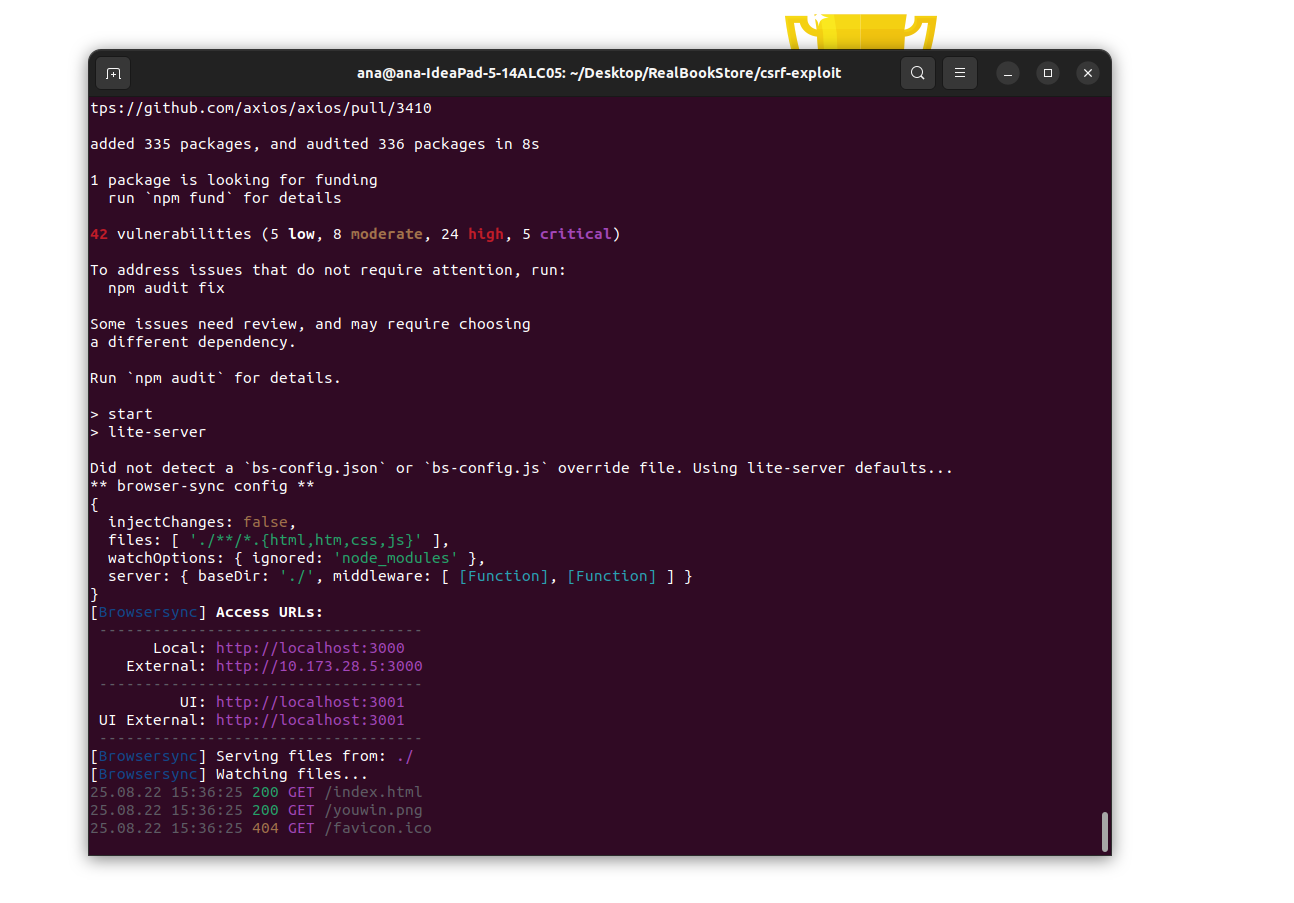 ana@ana-IdeaPad-5-14ALC05: ~/Desktop/RealBookStore/csrf-exploit
tps://github.com/axios/axios/pull/3410
added 335 packages, and audited 336 packages in 8s
1 package is looking for funding
  run `npm fund` for details
42 vulnerabilities (5 low, 8 moderate, 24 high, 5 critical)
To address issues that do not require attention, run:
  npm audit fix
Some issues need review, and may require choosing
a different dependency.
Run `npm audit` for details.
> start
> lite-server
Did not detect a `bs-config.json` or `bs-config.js` override file. Using lite-server defaults...
** browser-sync config **
{
  injectChanges: false,
  files: [ './**/*.{html,htm,css,js}' ],
  watchOptions: { ignored: 'node_modules' },
  server: { baseDir: './', middleware: [ [Function], [Function] ] }
}
[Browsersync] Access URLs:
 ------------------------------------
       Local: http://localhost:3000
    External: http://10.173.28.5:3000
 ------------------------------------
          UI: http://localhost:3001
 UI External: http://localhost:3001
 ------------------------------------
[Browsersync] Serving files from: ./
[Browsersync] Watching files...
25.08.22 15:36:25 200 GET /index.html
25.08.22 15:36:25 200 GET /youwin.png
25.08.22 15:36:25 404 GET /favicon.ico